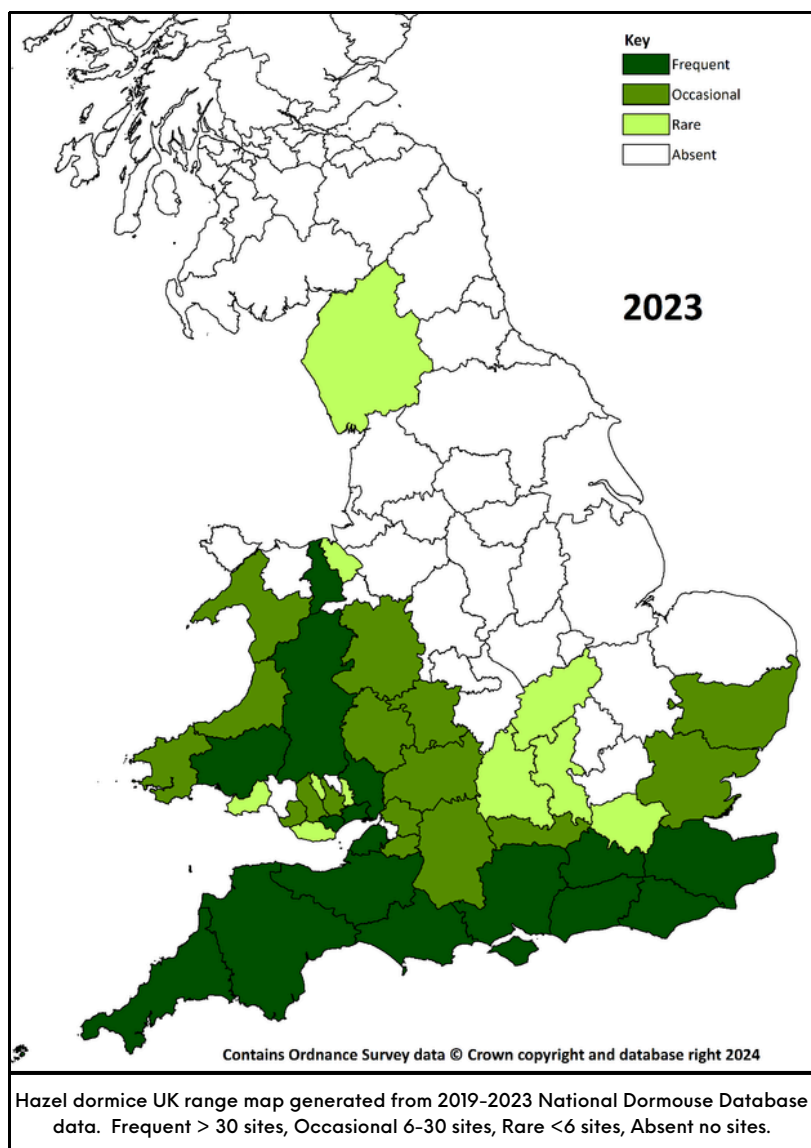 Key
Frequent
Occasional
Rare
Absent
2023
Contains Ordnance Survey data © Crown copyright and database right 2024
Hazel dormice UK range map generated from 2019-2023 National Dormouse Database
data. Frequent > 30 sites, Occasional 6-30 sites, Rare <6 sites, Absent no sites.